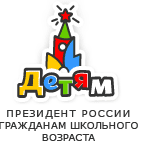 Детям
ПРЕЗИДЕНТ РОССИИ
ГРАЖДАНАМ ШКОЛЬНОГО
ВОЗРАСТА